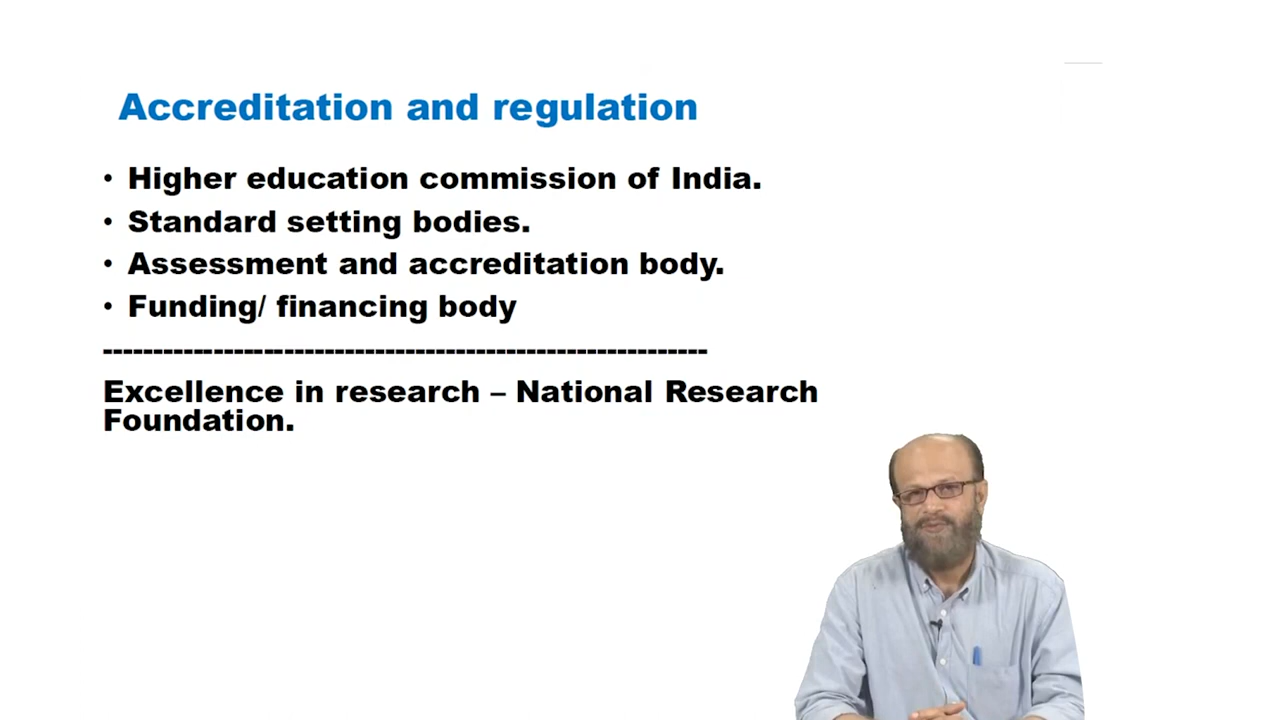 Accreditation and regulation
• Higher education commission of India.
• Standard setting bodies.
• Assessment and accreditation body.
• Funding/ financing body
------------------------------------------------------------
Excellence in research – National Research
Foundation.